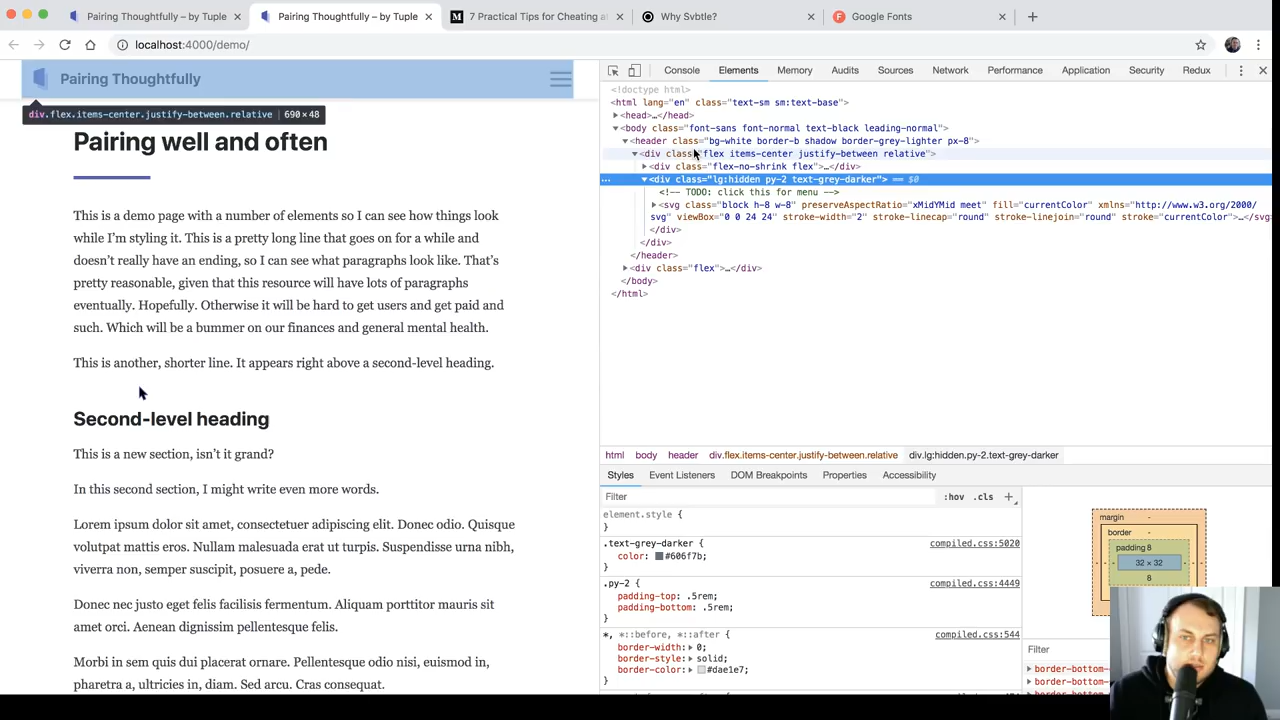 Pairing Thoughtfully – by Tuple
Pairing Thoughtfully – by Tuple
7 Practical Tips for Cheating at
Why Svbtle?
Google Fonts
localhost:4000/demo/
Pairing Thoughtfully
div.flex.items-center.justify-between.relative | 690×48
Pairing well and often
This is a demo page with a number of elements so I can see how things look
while I'm styling it. This is a pretty long line that goes on for a while and
doesn't really have an ending, so I can see what paragraphs look like. That's
pretty reasonable, given that this resource will have lots of paragraphs
eventually. Hopefully. Otherwise it will be hard to get users and get paid and
such. Which will be a bummer on our finances and general mental health.
This is another, shorter line. It appears right above a second-level heading.
Second-level heading
This is a new section, isn't it grand?
In this second section, I might write even more words.
Lorem ipsum dolor sit amet, consectetuer adipiscing elit. Donec odio. Quisque
volutpat mattis eros. Nullam malesuada erat ut turpis. Suspendisse urna nibh,
viverra non, semper suscipit, posuere a, pede.
Donec nec justo eget felis facilisis fermentum. Aliquam porttitor mauris sit
amet orci. Aenean dignissim pellentesque felis.
Morbi in sem quis dui placerat ornare. Pellentesque odio nisi, euismod in,
pharetra a, ultricies in, diam. Sed arcu. Cras consequat.
Console Elements Memory Audits Sources Network Performance Application Security Redux
<!doctype html>
<html lang="en" class="text-sm sm:text-base">
<head>…</head>
<body class="font-sans font-normal text-black leading-normal">
<header class="bg-white border-b shadow border-grey-lighter px-8">
<div class="flex items-center justify-between relative">
<div class="flex-no-shrink flex">…</div>
<div class="lg:hidden py-2 text-grey-darker"> == $0
<!-- TODO: click this for menu -->
<svg class="block h-8 w-8" preserveAspectRatio="xMidYMid meet" fill="currentColor" xmlns="http://www.w3.org/2000/
svg" viewBox="0 0 24 24" stroke-width="2" stroke-linecap="round" stroke-linejoin="round" stroke="currentColor">…</svg>
</div>
</div>
</header>
<div class="flex">…</div>
</body>
</html>
html body header div.flex.items-center.justify-between.relative div.lg:hidden.py-2.text-grey-darker
Styles Event Listeners DOM Breakpoints Properties Accessibility
Filter :hov .cls +
element.style {
}
.text-grey-darker { compiled.css:5020
color: #606f7b;
}
.py-2 { compiled.css:4449
padding-top: .5rem;
padding-bottom: .5rem;
}
*, *::before, *::after { compiled.css:544
border-width: 0;
border-style: solid;
border-color: #dae1e7;
}
margin -
border -
padding 8
32 × 32
8
Filter
border-bottom-
border-bottom-